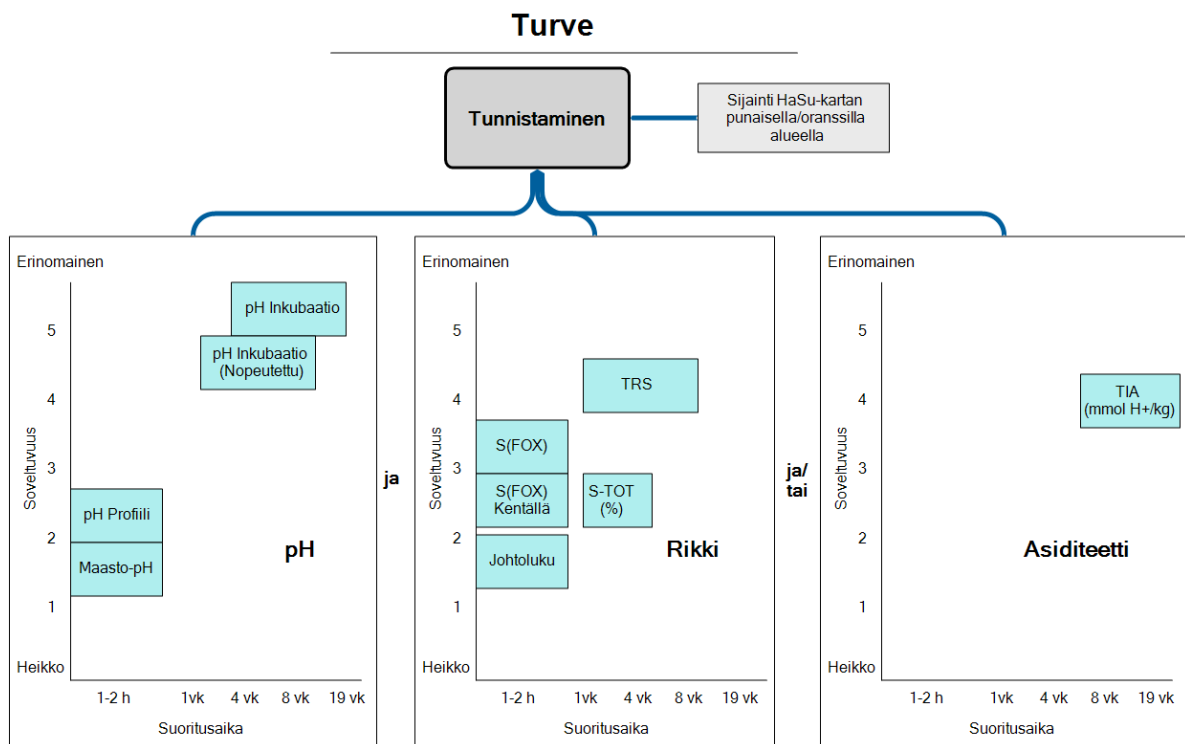 Turve
Tunnistaminen
Sijainti HaSu-kartan
punaisella/oranssilla
alueella
Erinomainen
5
4
3
2
1
Heikko
Soveltuvuus
pH Inkubaatio
pH Inkubaatio
(Nopeutettu)
pH Profiili
Maasto-pH
pH
1-2 h
1vk
4 vk
8 vk
19 vk
Suoritusaika
ja
Erinomainen
5
4
3
2
1
Heikko
Soveltuvuus
TRS
S(FOX)
S(FOX)
Kentällä
S-TOT
(%)
Johtoluku
Rikki
1-2 h
1vk
4 vk
8 vk
19 vk
Suoritusaika
ja/
tai
Erinomainen
5
4
3
2
1
Heikko
Soveltuvuus
TIA
(mmol H+/kg)
Asiditeetti
1-2 h
1vk
4 vk
8 vk
19 vk
Suoritusaika